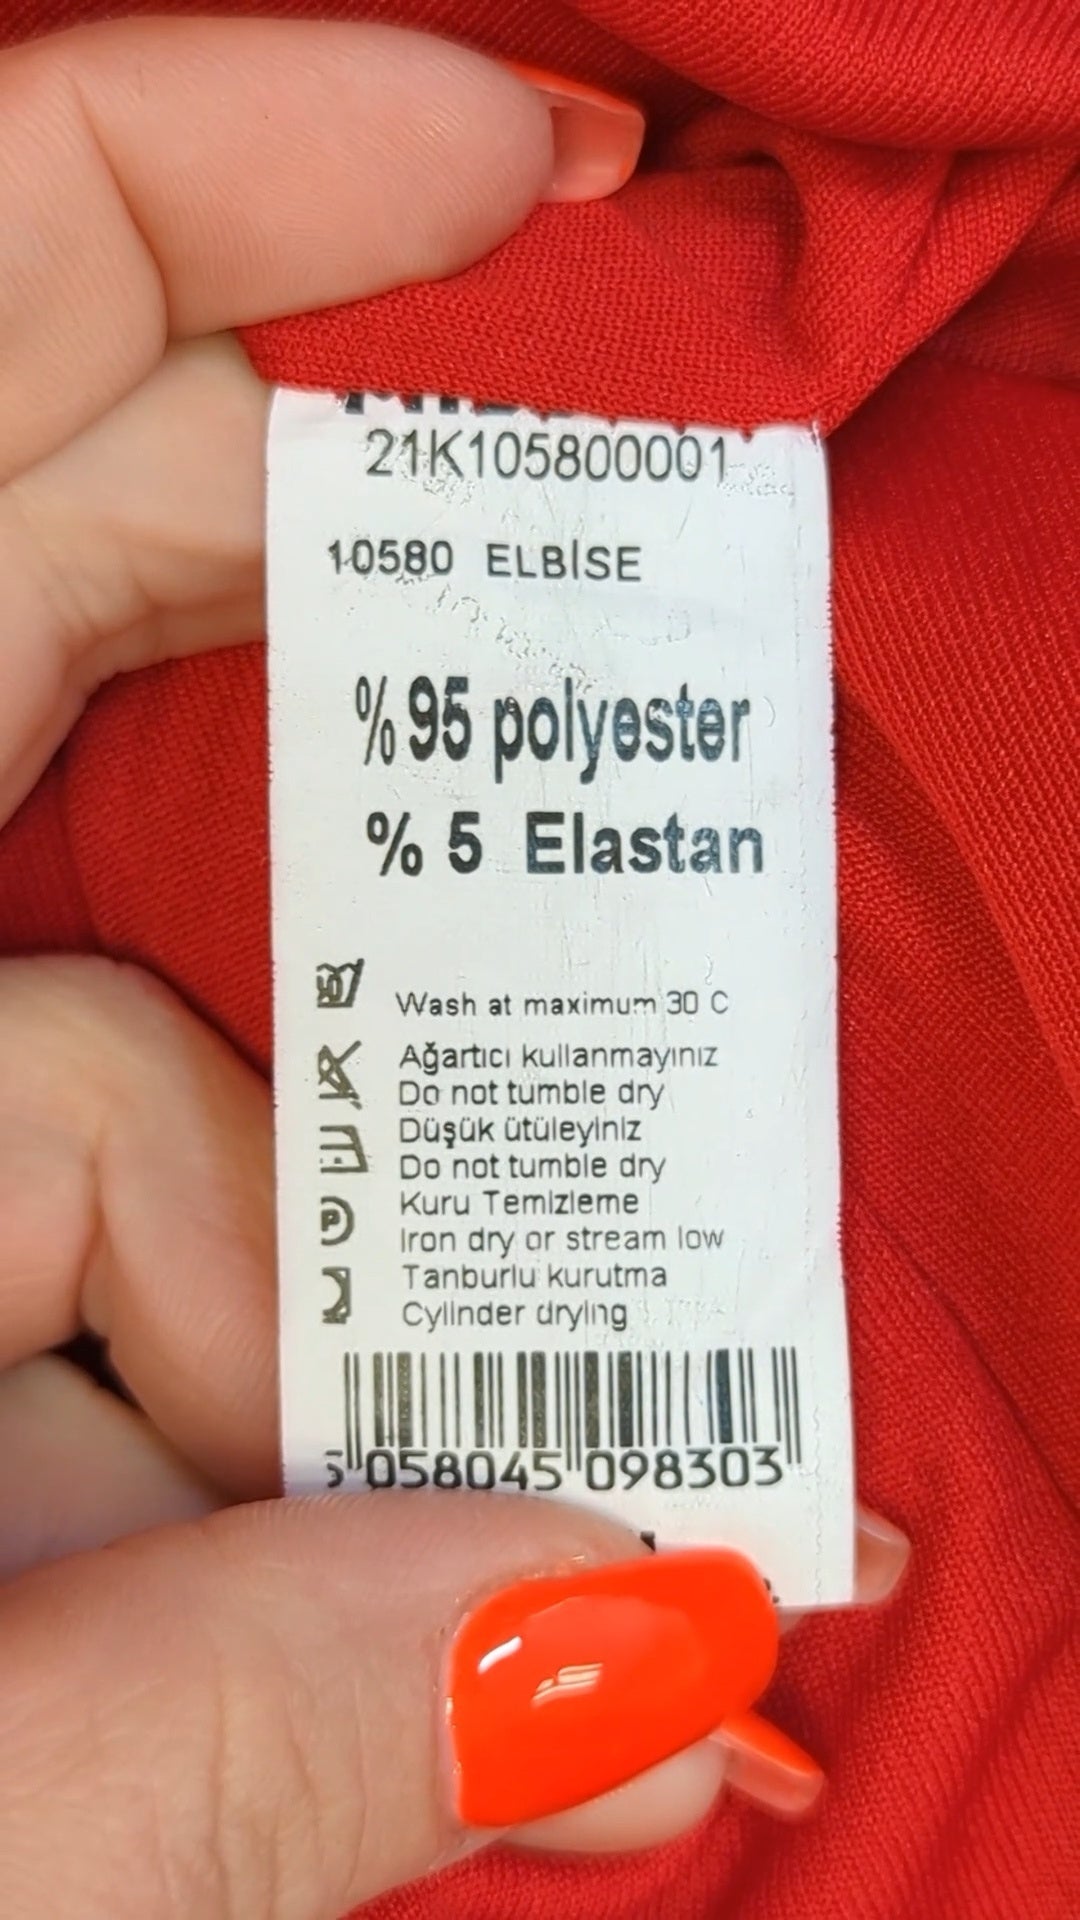 21K105800001
10580 ELBİSE
% 95 polyester
% 5 Elastan
Wash at maximum 30 C
Ağartıcı kullanmayınız
Do not tumble dry
Düşük ütüleyiniz
Do not tumble dry
Kuru Temizleme
Iron dry or stream low
Tanburlu kurutma
Cylinder drying
5 058045 098303